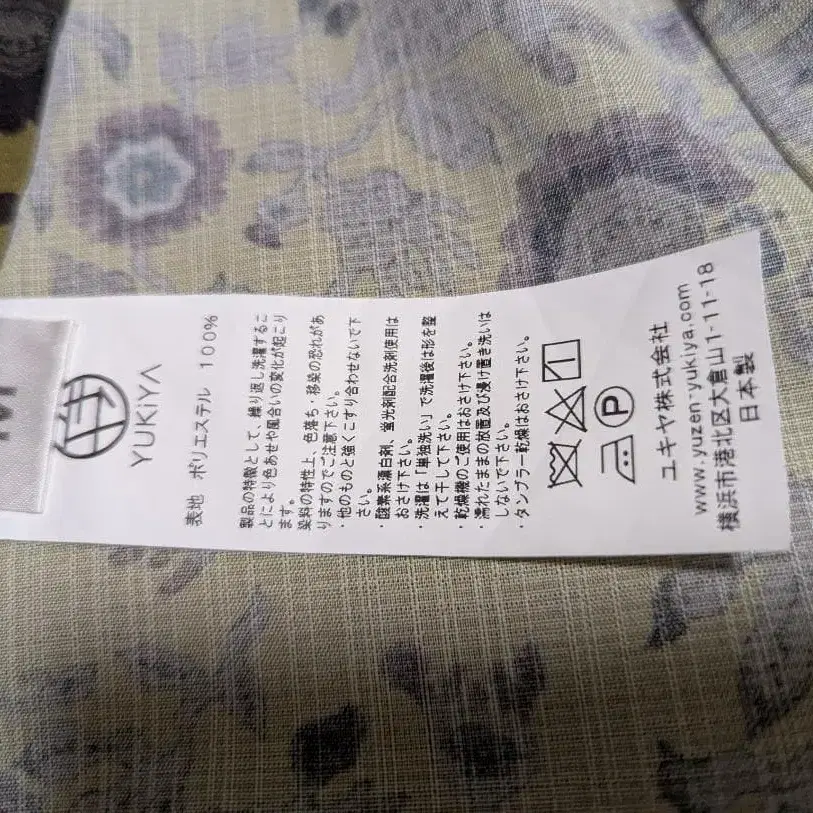 M
YUKiYA
表地 ポリエステル 100%
製品の特徴として、繰り返し洗濯するこ
とにより色あせや風合いの変化が起こり
ます。
染料の特性上、色落ち・移染の恐れがあ
りますのでご注意下さい。
・他のものと強くこすり合わせないで下
さい。
・酸素系漂白剤、蛍光剤配合洗剤使用は
おさけ下さい。
・洗濯は「単独洗い」で洗濯後は形を整
えて干して下さい。
・乾燥機のご使用はおさけ下さい。
・濡れたままの放置及び浸け置き洗いは
しないで下さい。
・タンブラー乾燥はおさけ下さい。
P
ユキヤ株式会社
www.yuzen-yukiya.com
横浜市港北区大倉山1-11-18
日本製